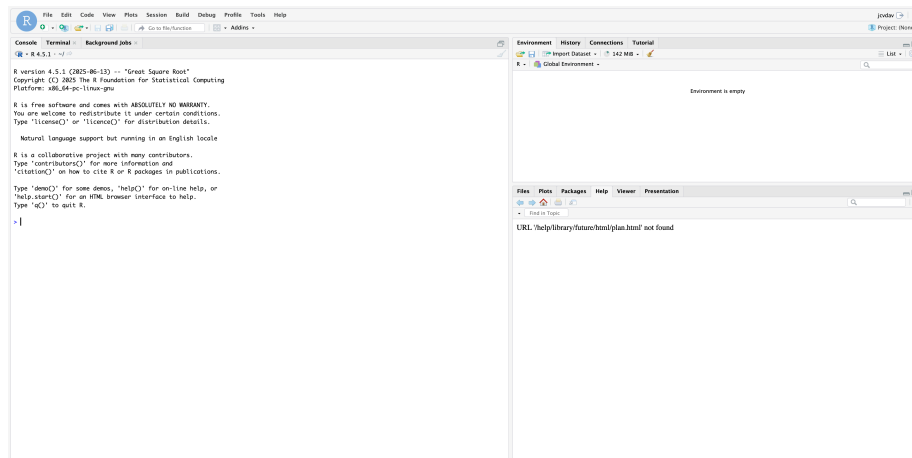 R
File Edit Code View Plots Session Build Debug Profile Tools Help
jcvdav
Go to file/function
Addins
Project: (None
Console Terminal Background Jobs
R 4.5.1 · ~/
R version 4.5.1 (2025-06-13) -- "Great Square Root"
Copyright (C) 2025 The R Foundation for Statistical Computing
Platform: x86_64-pc-linux-gnu
R is free software and comes with ABSOLUTELY NO WARRANTY.
You are welcome to redistribute it under certain conditions.
Type 'license()' or 'licence()' for distribution details.
Natural language support but running in an English locale
R is a collaborative project with many contributors.
Type 'contributors()' for more information and
'citation()' on how to cite R or R packages in publications.
Type 'demo()' for some demos, 'help()' for on-line help, or
'help.start()' for an HTML browser interface to help.
Type 'q()' to quit R.
>
Environment History Connections Tutorial
Import Dataset 142 MiB List
R Global Environment
Environment is empty
Files Plots Packages Help Viewer Presentation
Find in Topic
URL '/help/library/future/html/plan.html' not found